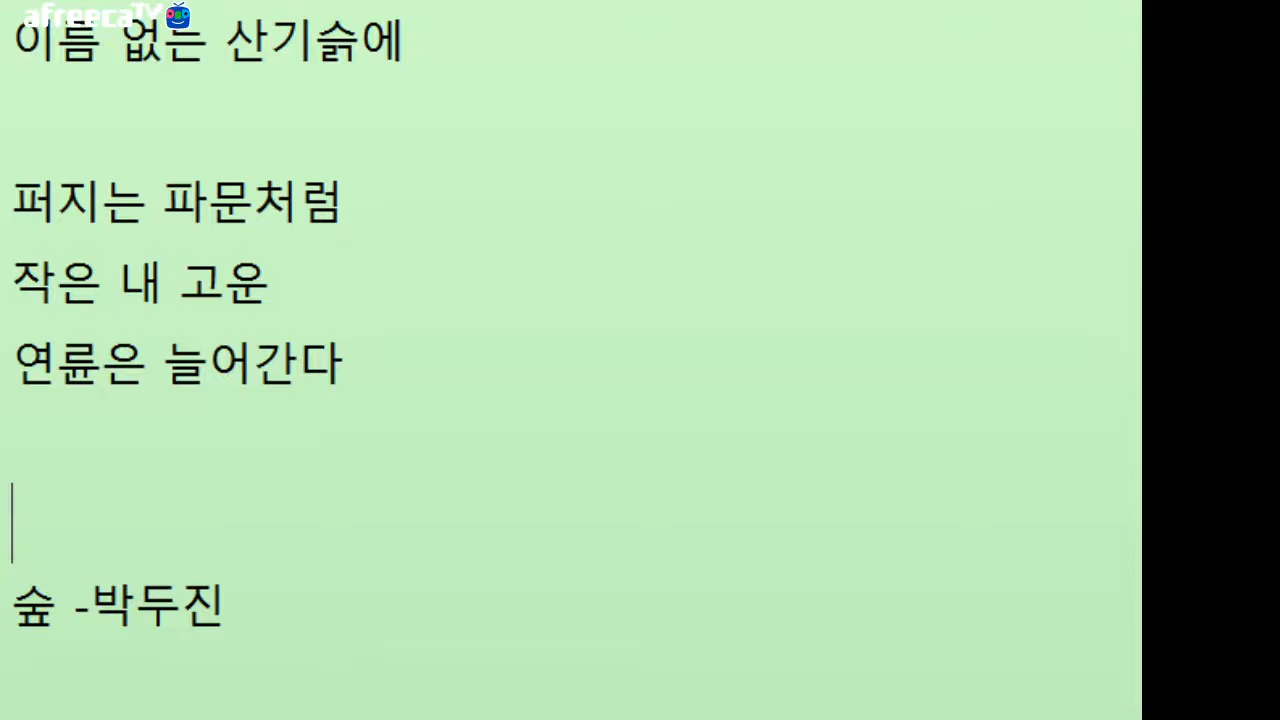 afreecaTV
이름 없는 산기슭에
퍼지는 파문처럼
작은 내 고운
연륜은 늘어간다
숲 -박두진